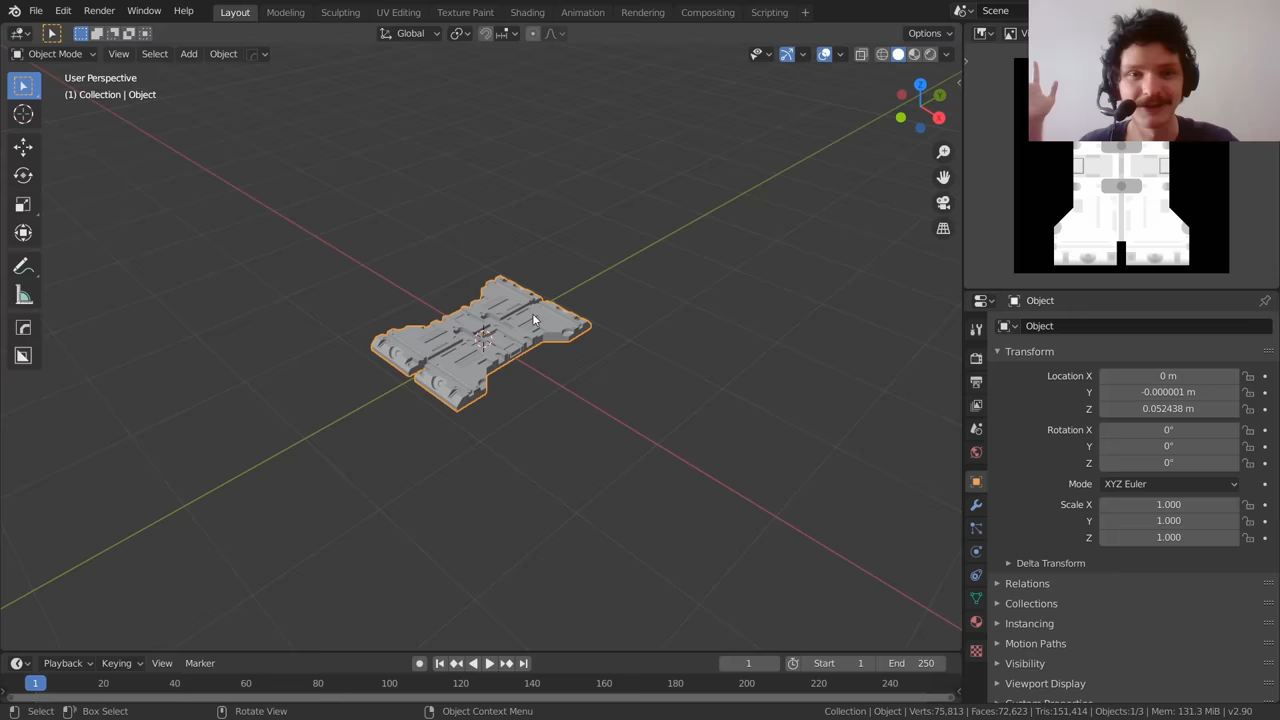 File Edit Render Window Help Layout Modeling Sculpting UV Editing Texture Paint Shading Animation Rendering Compositing Scripting + Scene
Global Options
Object Mode View Select Add Object
User Perspective
(1) Collection | Object
Z
Y
X
Object
Object
Transform
Location X 0 m
Y -0.000001 m
Z 0.052438 m
Rotation X 0°
Y 0°
Z 0°
Mode XYZ Euler
Scale X 1.000
Y 1.000
Z 1.000
Delta Transform
Relations
Collections
Instancing
Motion Paths
Visibility
Viewport Display
Playback Keying View Marker 1 Start 1 End 250
1 20 40 60 80 100 120 140 160 180 200 220 240
Select Box Select Rotate View Object Context Menu Collection | Object | Verts:75,813 | Faces:72,623 | Tris:151,414 | Objects:1/3 | Mem: 131.3 MiB | v2.90